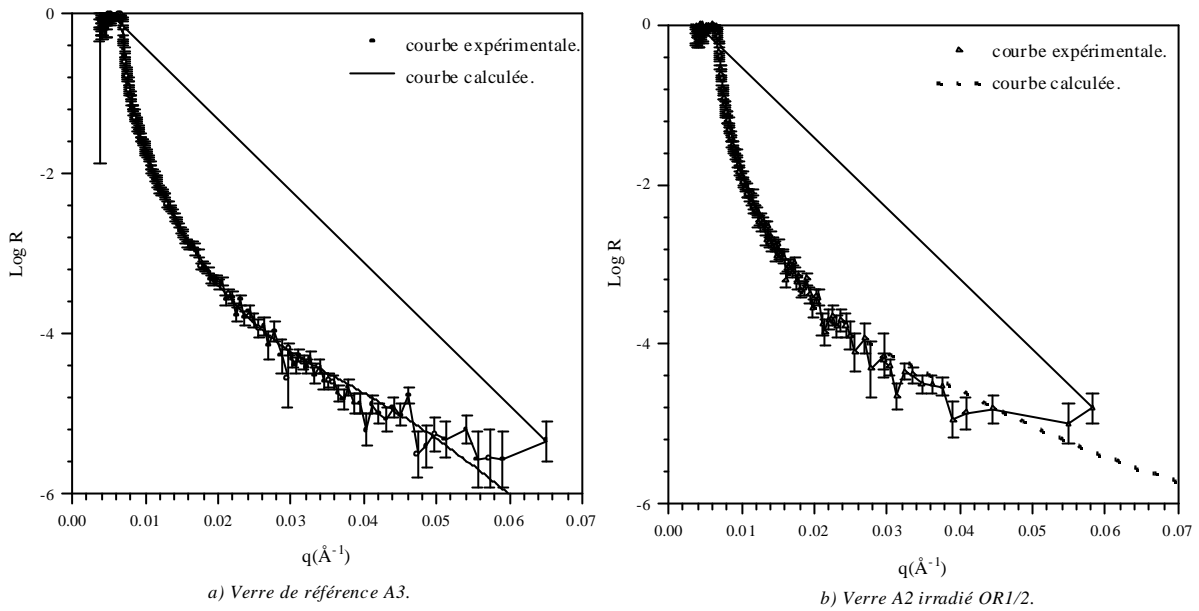 0
-2
-4
-6
Log R
0.00
0.01
0.02
0.03
0.04
0.05
0.06
0.07
q(Å-1)
courbe expérimentale.
courbe calculée.
a) Verre de référence A3.
0
-2
-4
-6
Log R
0.00
0.01
0.02
0.03
0.04
0.05
0.06
0.07
q(Å-1)
courbe expérimentale.
courbe calculée.
b) Verre A2 irradié OR1/2.